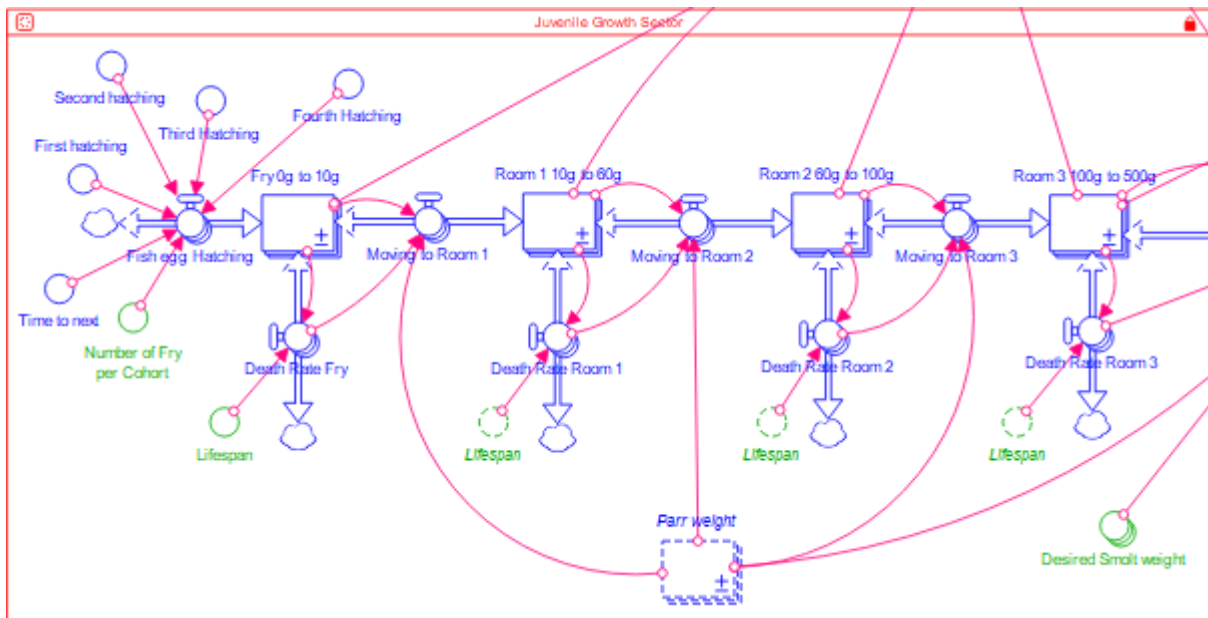 Juvenile Growth Sector
Second hatching
Third Hatching
Fourth Hatching
First hatching
Fry 0g to 10g
Room 1 10g to 60g
Room 2 60g to 100g
Room 3 100g to 500g
Fish egg Hatching
Moving to Room 1
Moving to Room 2
Moving to Room 3
Time to next
Number of Fry
per Cohort
Death Rate Fry
Death Rate Room 1
Death Rate Room 2
Death Rate Room 3
Lifespan
Lifespan
Lifespan
Lifespan
Parr weight
Desired Smolt weight